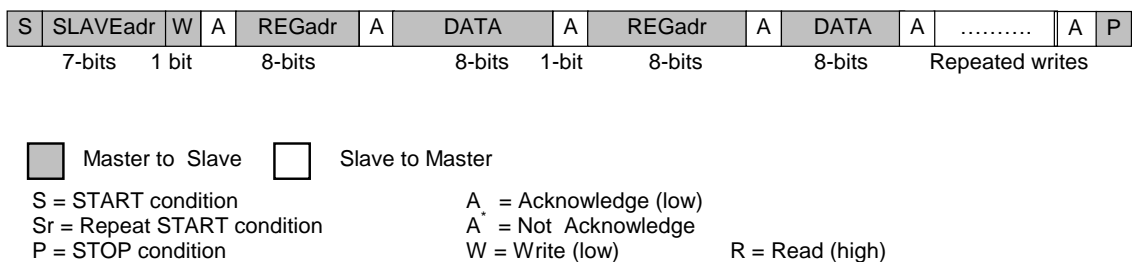 S SLAVEadr W A REGadr A DATA A REGadr A DATA A ………. A P
7-bits 1 bit 8-bits 8-bits 1-bit 8-bits 8-bits Repeated writes
Master to Slave Slave to Master
S = START condition A = Acknowledge (low)
Sr = Repeat START condition A* = Not Acknowledge
P = STOP condition W = Write (low) R = Read (high)